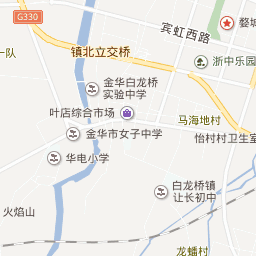 G330
宾虹西路
婺城
一队
镇北立交桥
浙中乐园
金华白龙桥
实验中学
叶店综合市场
马海地村
金华市女子中学
怡村村卫生室
华电小学
白龙桥镇
让长初中
火焰山
龙蟠村